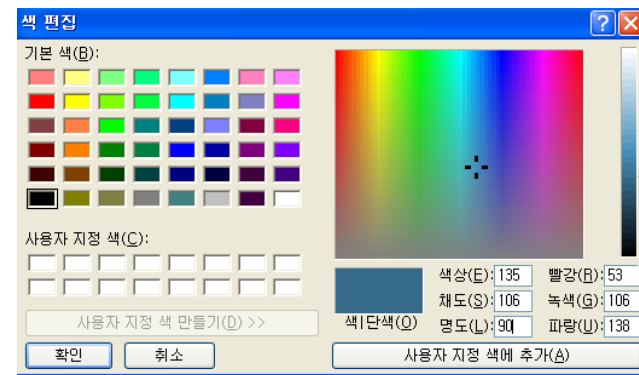 색 편집
기본 색(B):
사용자 지정 색(C):
사용자 지정 색 만들기(D) >>
확인
취소
색|단색(O)
색상(E): 135
빨강(R): 53
채도(S): 106
녹색(G): 106
명도(L): 90
파랑(U): 138
사용자 지정 색에 추가(A)